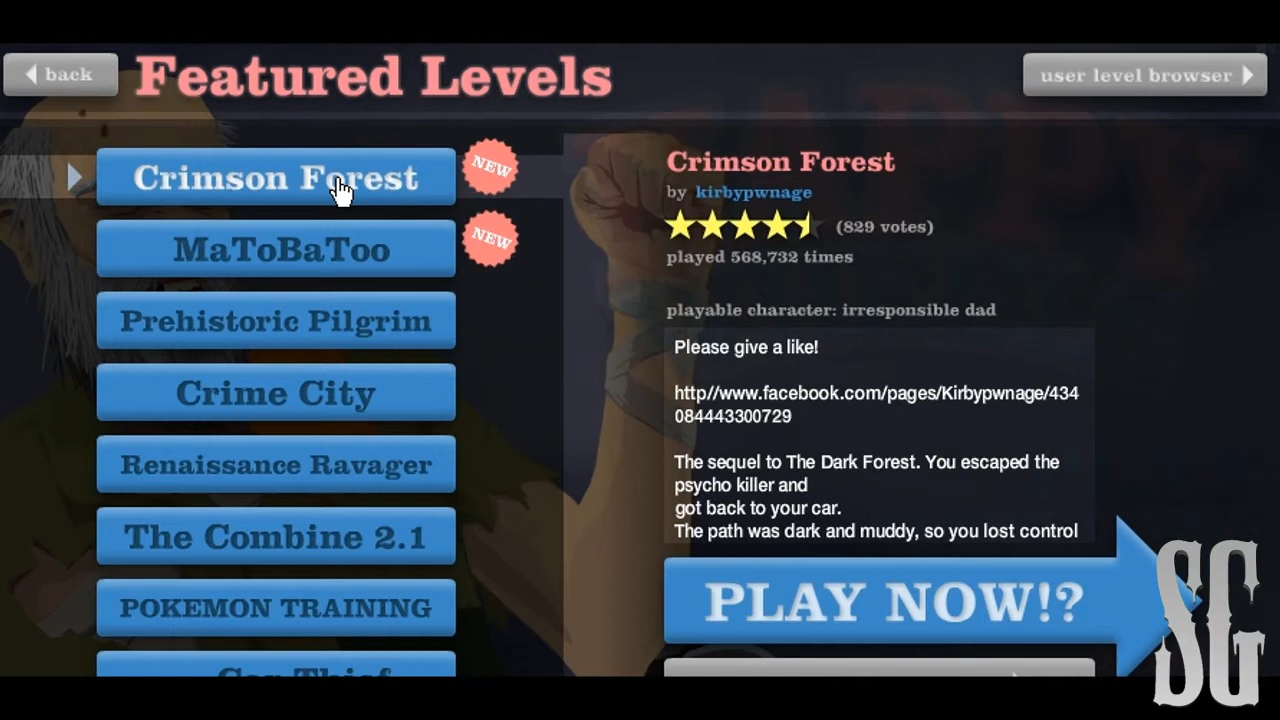 back
Featured Levels
user level browser
Crimson Forest
NEW
MaToBaToo
NEW
Prehistoric Pilgrim
Crime City
Renaissance Ravager
The Combine 2.1
POKEMON TRAINING
Car Thief
Crimson Forest
by kirbypwnage
(829 votes)
played 568,732 times
playable character: irresponsible dad
Please give a like!
http://www.facebook.com/pages/Kirbypwnage/434
084443300729
The sequel to The Dark Forest. You escaped the
psycho killer and
got back to your car.
The path was dark and muddy, so you lost control
PLAY NOW!?
SG